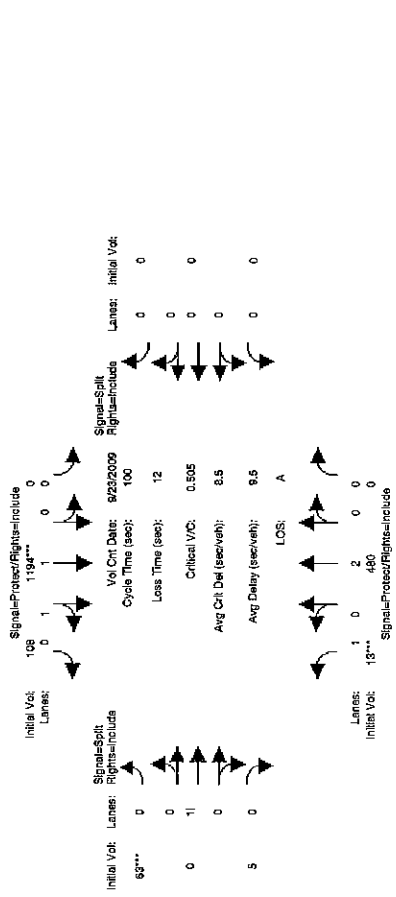 Signal=Protect/Rights=Include
Initial Vol: 108 1194*** 0
Lanes: 0 1 1 0 0
Signal=Split
Rights=Include
Signal=Split
Rights=Include
Initial Vol: Lanes:
Vol Cnt Date: 9/23/2009
Lanes: Initial Vol:
Cycle Time (sec): 100
63*** 0
0 0
Loss Time (sec): 12
0
0
0 1!
Critical V/C: 0.505
0 0
0
Avg Crit Del (sec/veh): 8.5
0
5 0
Avg Delay (sec/veh): 9.5
0 0
LOS: A
Lanes: 1 0 2 0 0
Initial Vol: 13*** 480 0
Signal=Protect/Rights=Include